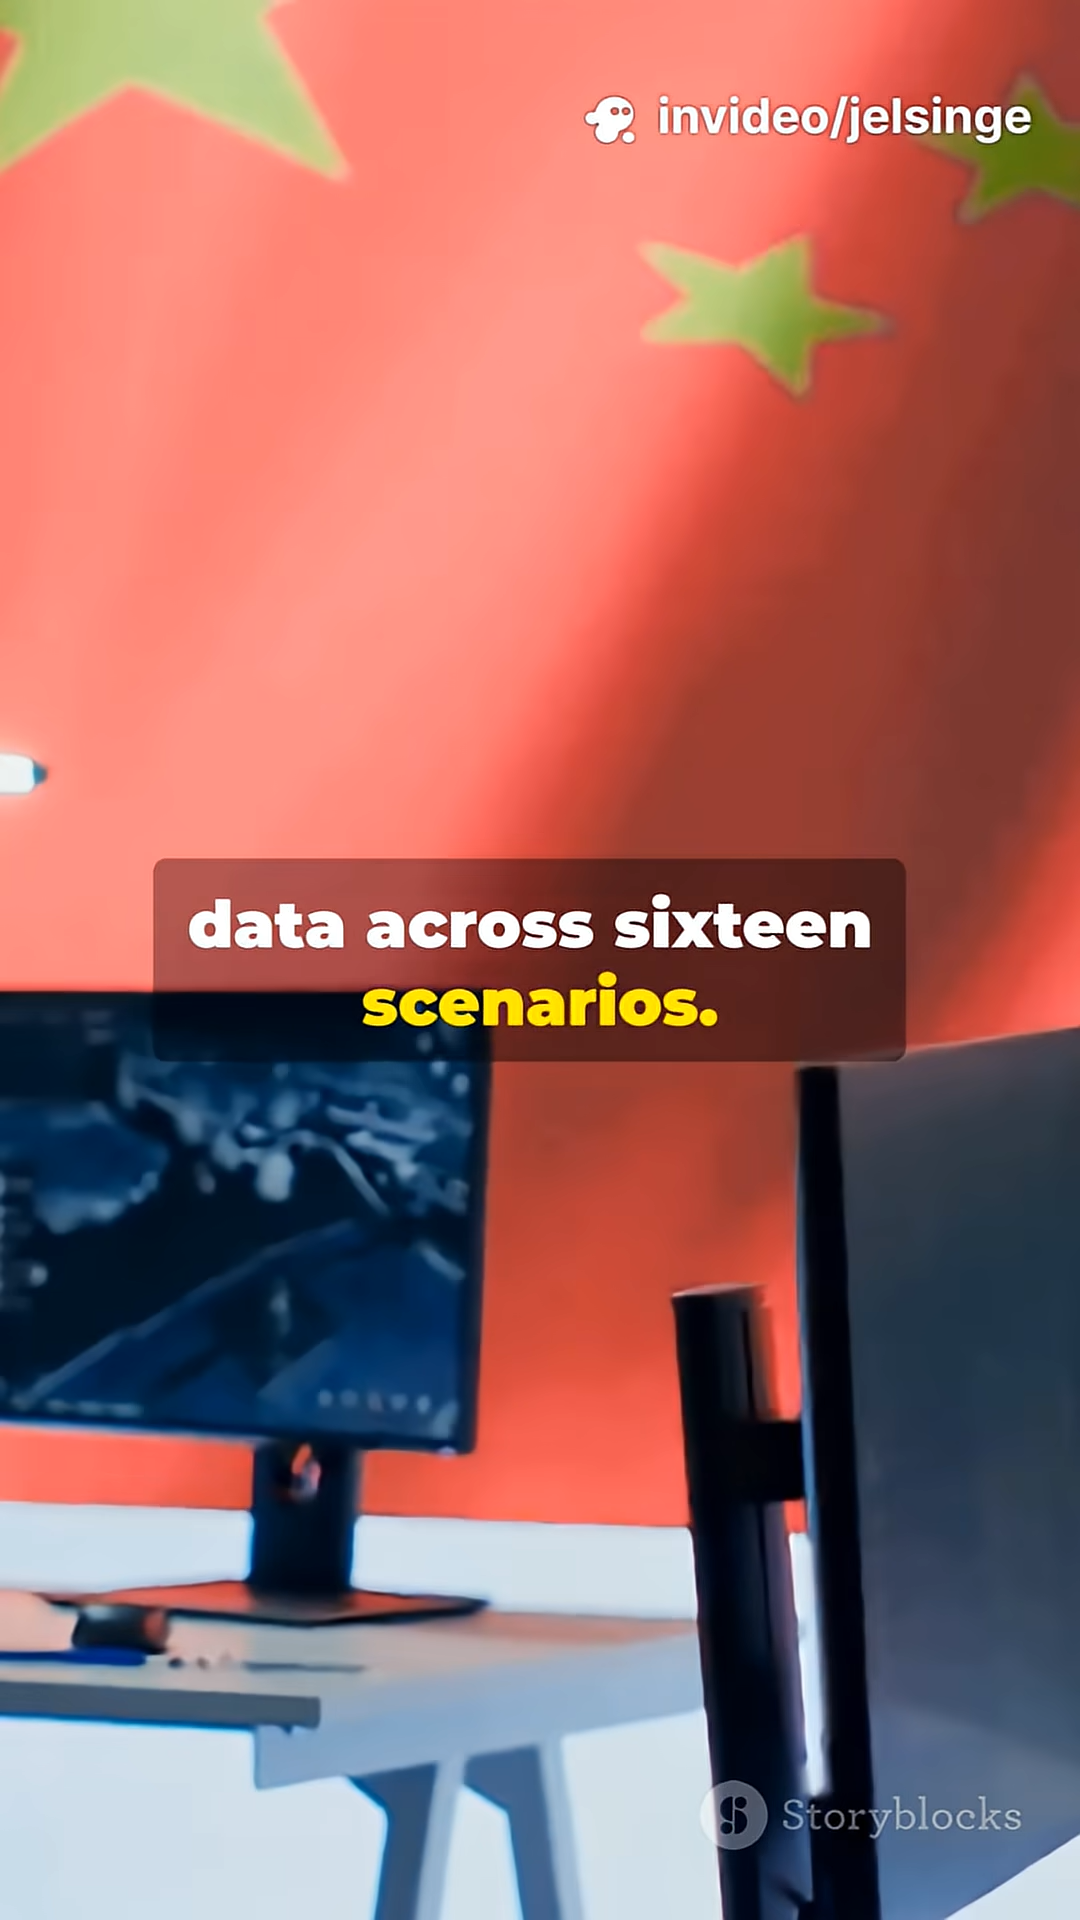 invideo/jelsinge
data across sixteen
scenarios.
Storyblocks